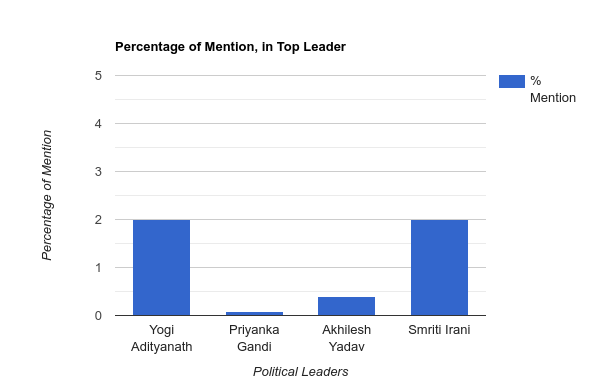 Percentage of Mention, in Top Leader
5
4
3
2
1
0
Percentage of Mention
%
Mention
Yogi
Adityanath
Priyanka
Gandi
Akhilesh
Yadav
Smriti Irani
Political Leaders